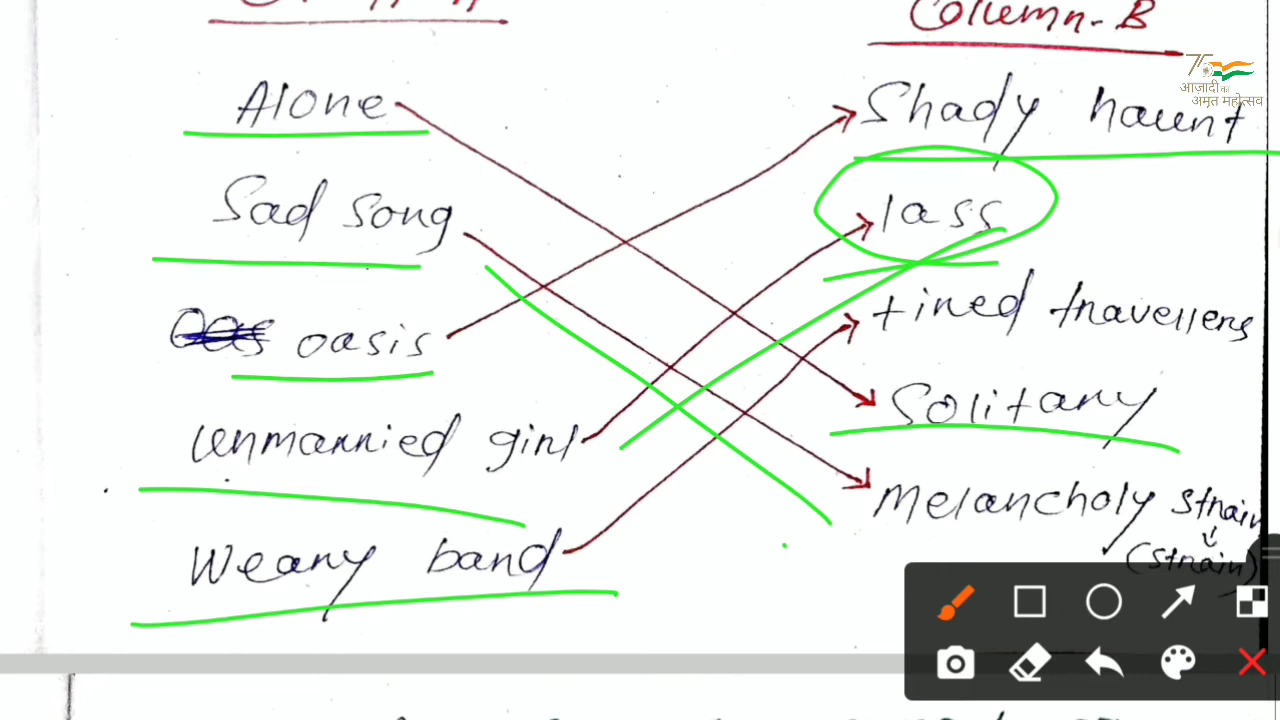 Column-B
75
आज़ादी का
अमृत महोत्सव
Alone
Shady haunt
Sad song
lass
oasis
tired travellers
Unmarried girl
Solitary
Weary band
Melancholy strain
(strain)